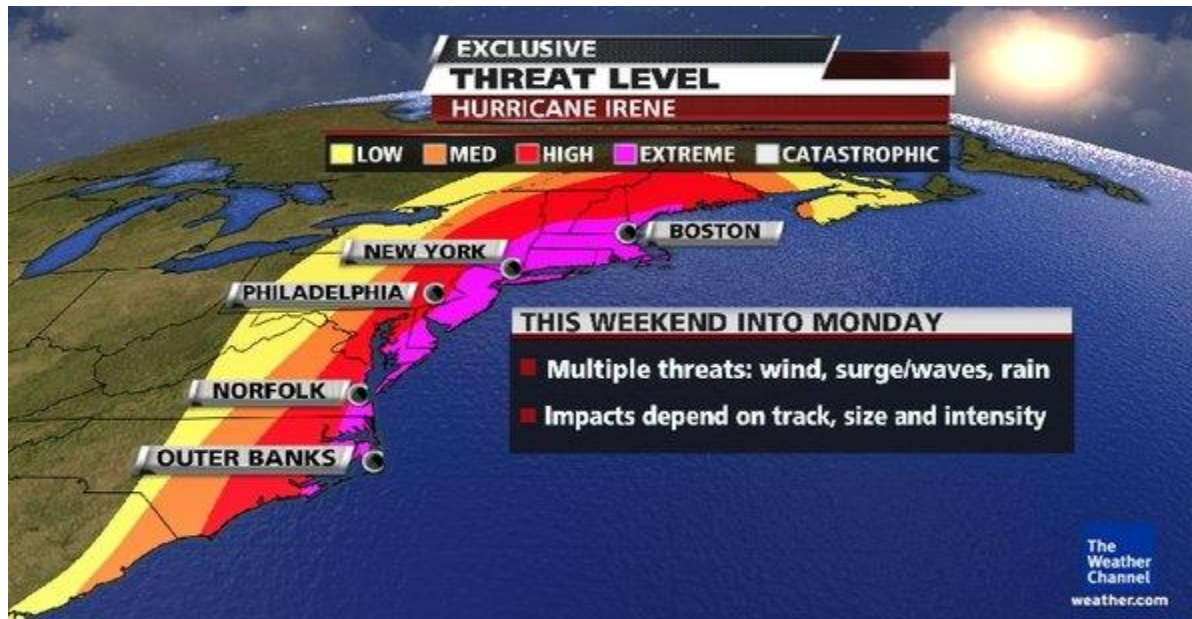 EXCLUSIVE
THREAT LEVEL
HURRICANE IRENE
LOW MED HIGH EXTREME CATASTROPHIC
BOSTON
NEW YORK
PHILADELPHIA
THIS WEEKEND INTO MONDAY
Multiple threats: wind, surge/waves, rain
NORFOLK
Impacts depend on track, size and intensity
OUTER BANKS
The
Weather
Channel
weather.com